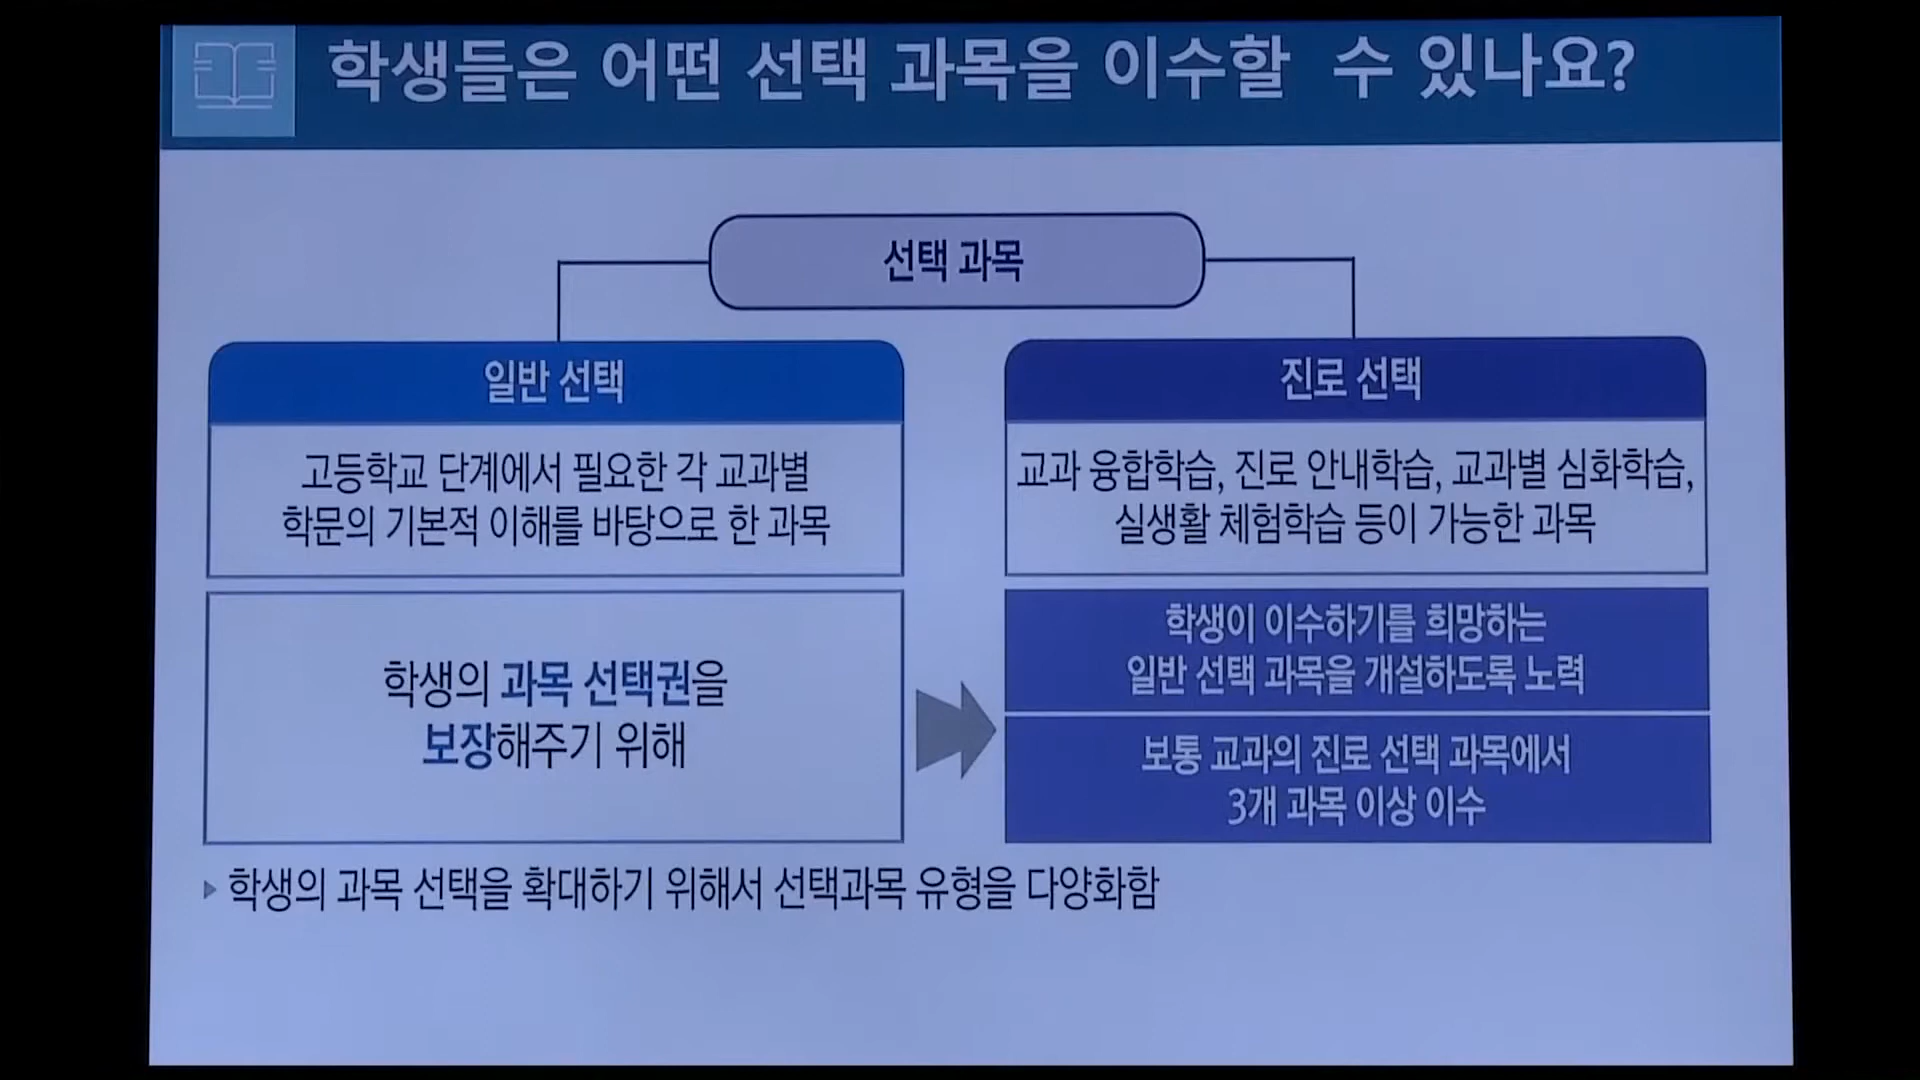 학생들은 어떤 선택 과목을 이수할 수 있나요?
선택 과목
일반 선택
고등학교 단계에서 필요한 각 교과별
학문의 기본적 이해를 바탕으로 한 과목
진로 선택
교과 융합학습, 진로 안내학습, 교과별 심화학습,
실생활 체험학습 등이 가능한 과목
학생의 과목 선택권을
보장해주기 위해
학생이 이수하기를 희망하는
일반 선택 과목을 개설하도록 노력
보통 교과의 진로 선택 과목에서
3개 과목 이상 이수
▸ 학생의 과목 선택을 확대하기 위해서 선택과목 유형을 다양화함